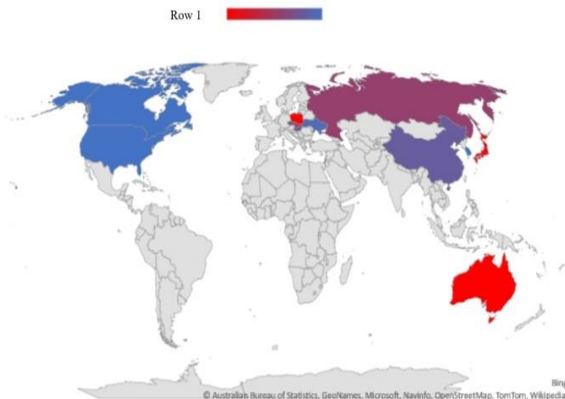 Row 1
Bing
© Australian Bureau of Statistics, GeoNames, Microsoft, Navinfo, OpenStreetMap, TomTom, Wikipedia